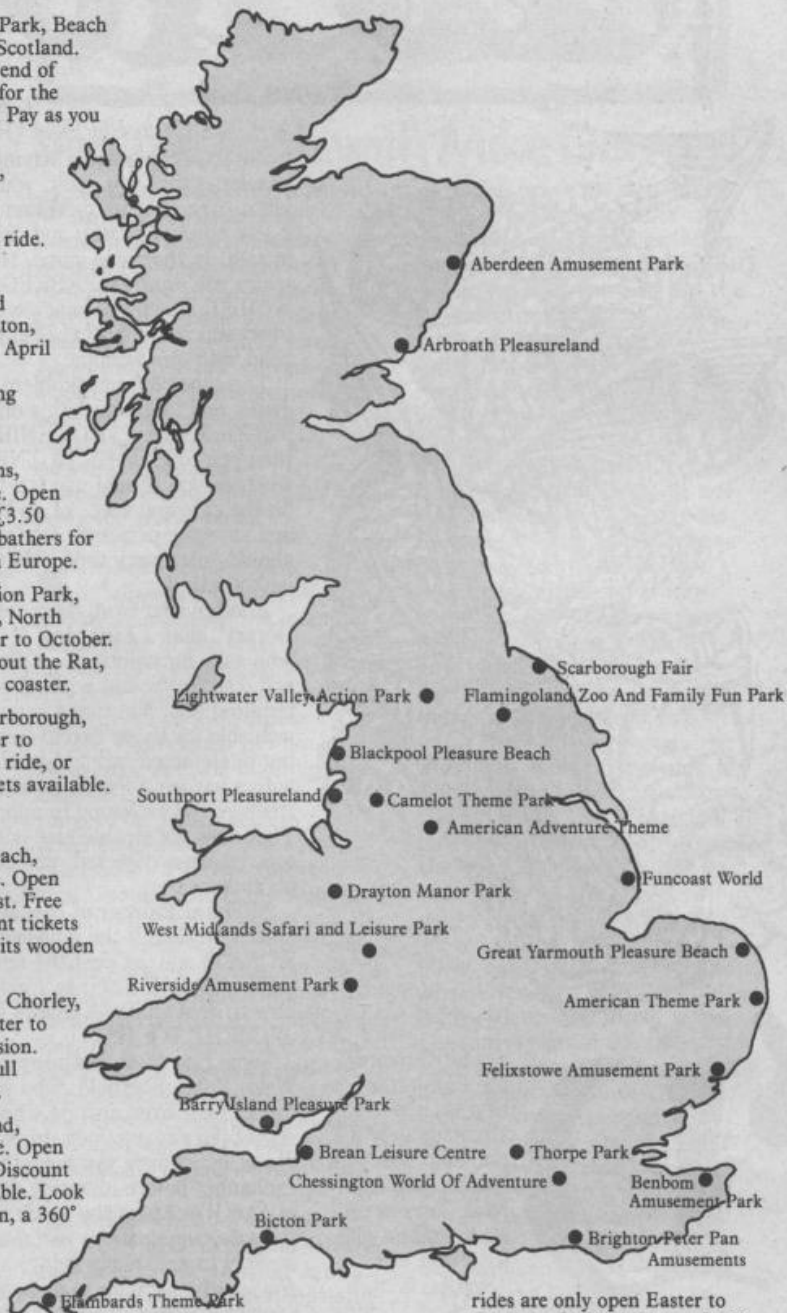 Park, Beach
Scotland.
end of
for the
Pay as you
ride.
ton,
April
ng
ns,
. Open
£3.50
bathers for
Europe.
ion Park,
, North
r to October.
out the Rat,
coaster.
rborough,
r to
ride, or
ets available.
ach,
. Open
st. Free
nt tickets
its wooden
Chorley,
ter to
sion.
ull
nd,
e. Open
Discount
ble. Look
n, a 360°
Aberdeen Amusement Park
Arbroath Pleasureland
Scarborough Fair
Lightwater Valley Action Park
Flamingoland Zoo And Family Fun Park
Blackpool Pleasure Beach
Southport Pleasureland
Camelot Theme Park
American Adventure Theme
Funcoast World
Drayton Manor Park
West Midlands Safari and Leisure Park
Great Yarmouth Pleasure Beach
Riverside Amusement Park
American Theme Park
Felixstowe Amusement Park
Barry Island Pleasure Park
Brean Leisure Centre
Thorpe Park
Chessington World Of Adventure
Benbom
Amusement Park
Bicton Park
Brighton Peter Pan
Amusements
Flambards Theme Park
rides are only open Easter to